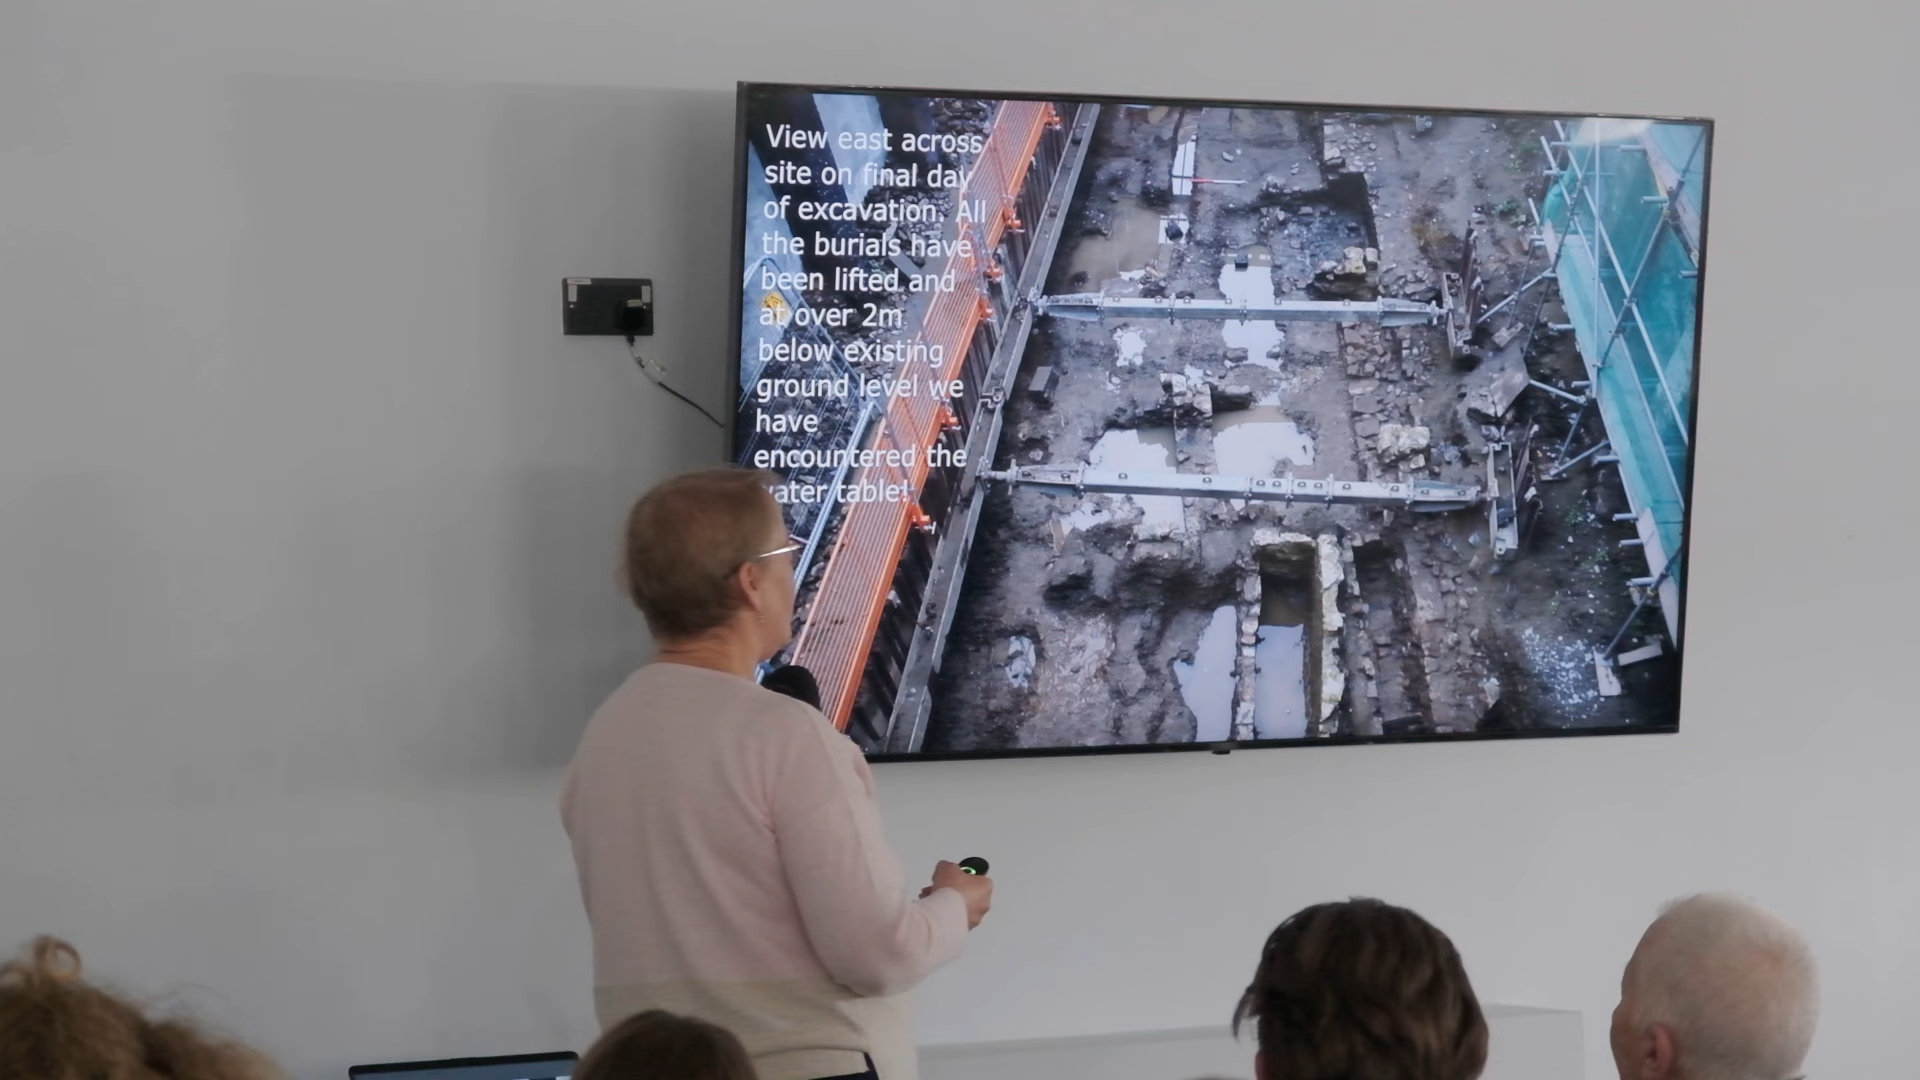 View east across
site on final day
of excavation. All
the burials have
been lifted and
at over 2m
below existing
ground level we
have
encountered the
water table!